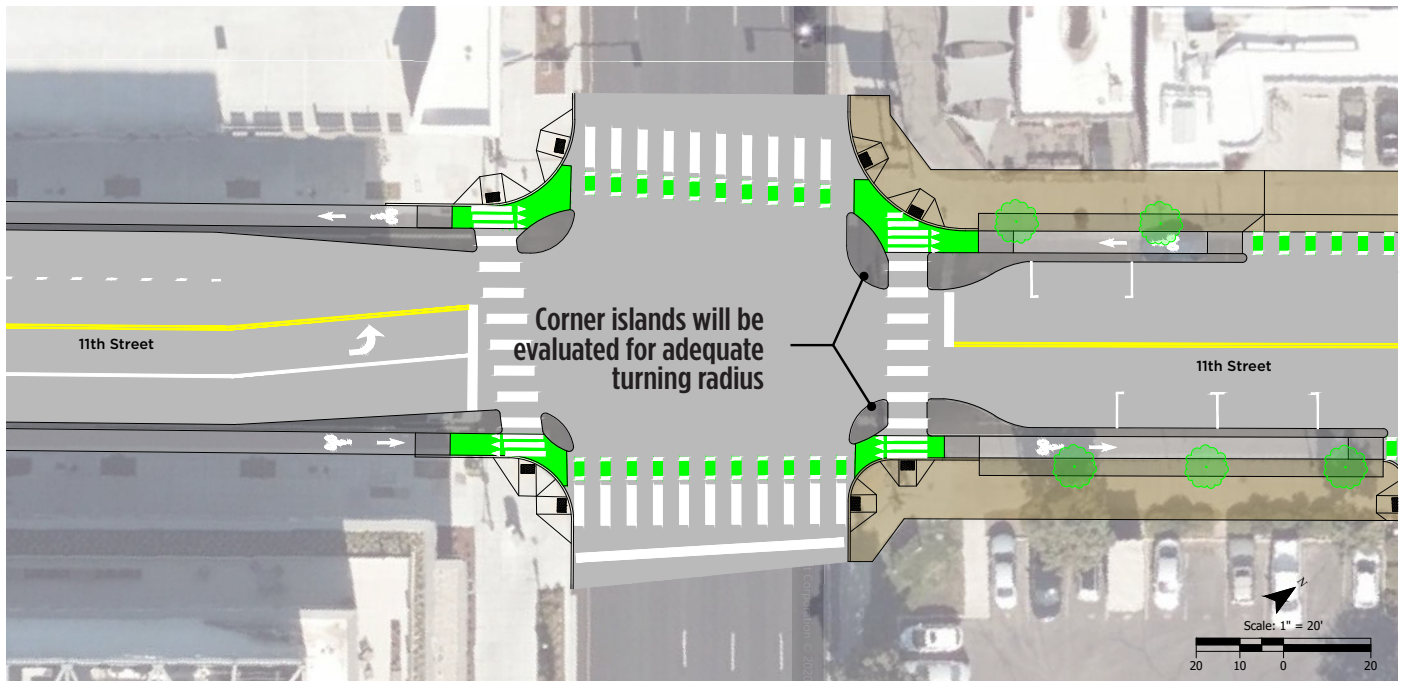 11th Street
Corner islands will be
evaluated for adequate
turning radius
11th Street
N
Scale: 1" = 20'
20 10 0 20